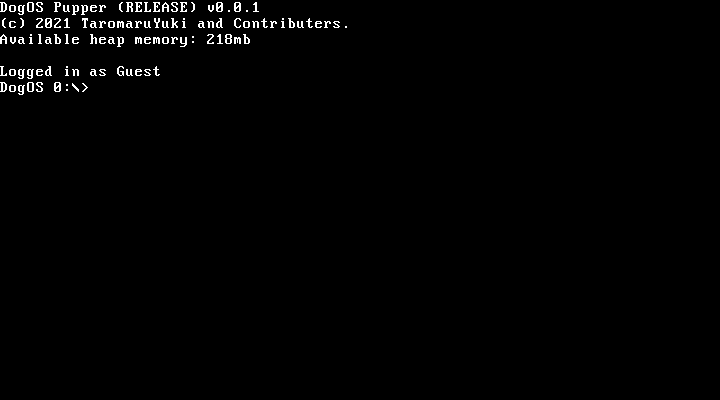 DogOS Pupper (RELEASE) v0.0.1
(c) 2021 TaromaruYuki and Contributers.
Available heap memory: 218mb
Logged in as Guest
DogOS 0:\>